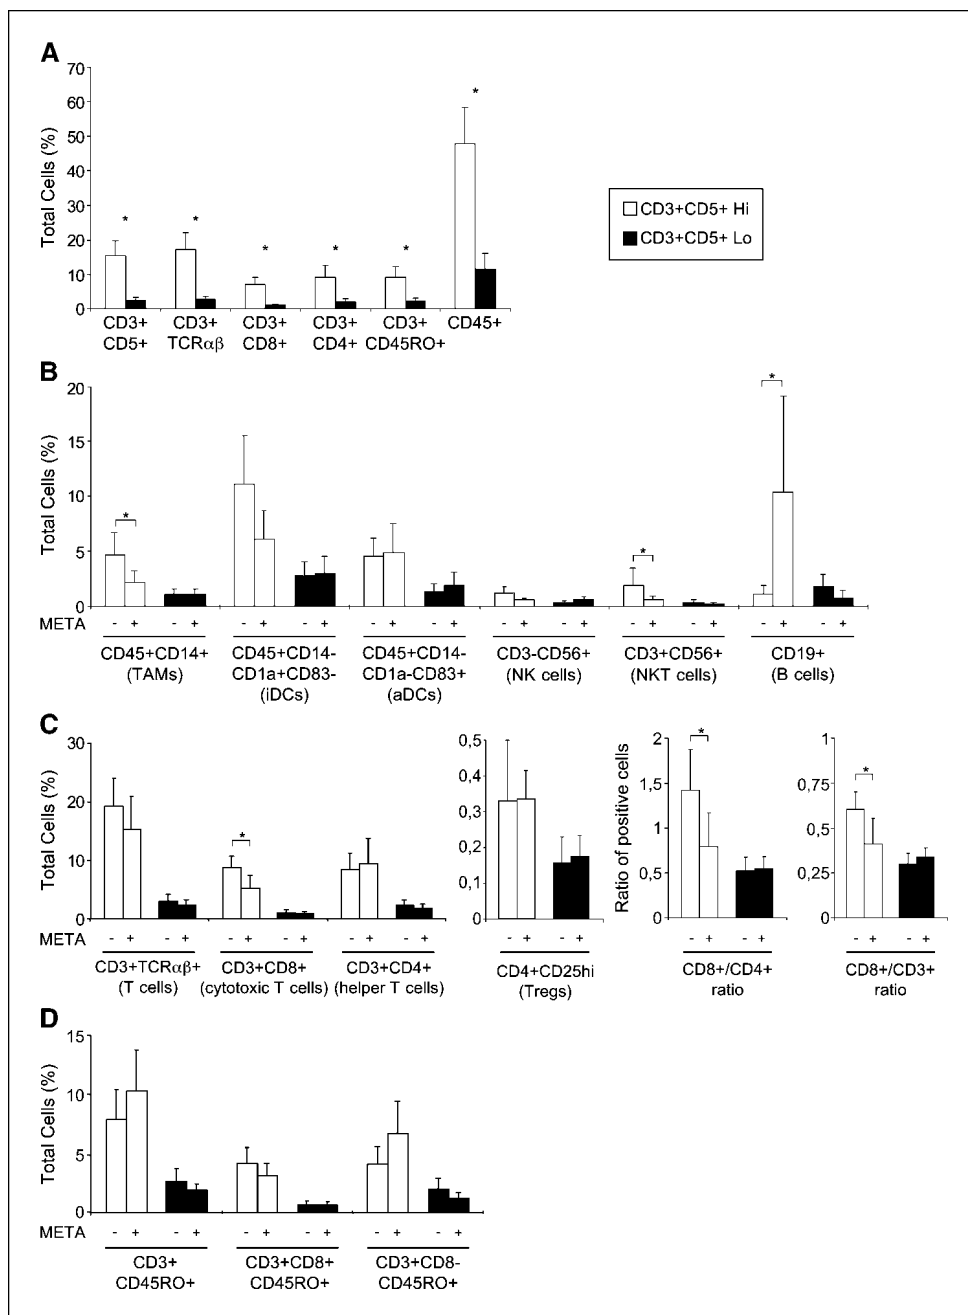 A
70
60
50
40
30
20
10
0
Total Cells (%)
*
*
*
*
*
*
CD3+ CD3+ CD3+ CD3+ CD3+ CD45+
CD5+ TCRαβ CD8+ CD4+ CD45RO+
CD3+CD5+ Hi
CD3+CD5+ Lo
B
20
15
10
5
0
Total Cells (%)
*
*
*
META - + - + - + - + - + - + - + - + - + - + - + - +
CD45+CD14+ CD45+CD14- CD45+CD14- CD3-CD56+ CD3+CD56+ CD19+
(TAMs) CD1a+CD83- CD1a-CD83+ (NK cells) (NKT cells) (B cells)
(iDCs) (aDCs)
C
30
20
10
0
Total Cells (%)
*
META - + - + - + - + - + - +
CD3+TCRαβ+ CD3+CD8+ CD3+CD4+
(T cells) (cytotoxic T cells) (helper T cells)
0,5
0,4
0,3
0,2
0,1
0
- + - +
CD4+CD25hi
(Tregs)
Ratio of positive cells
2
1,5
1
0,5
0
*
- + - +
CD8+/CD4+
ratio
1
0,75
0,5
0,25
0
*
- + - +
CD8+/CD3+
ratio
D
15
10
5
0
Total Cells (%)
META - + - + - + - + - + - +
CD3+ CD3+CD8+ CD3+CD8-
CD45RO+ CD45RO+ CD45RO+